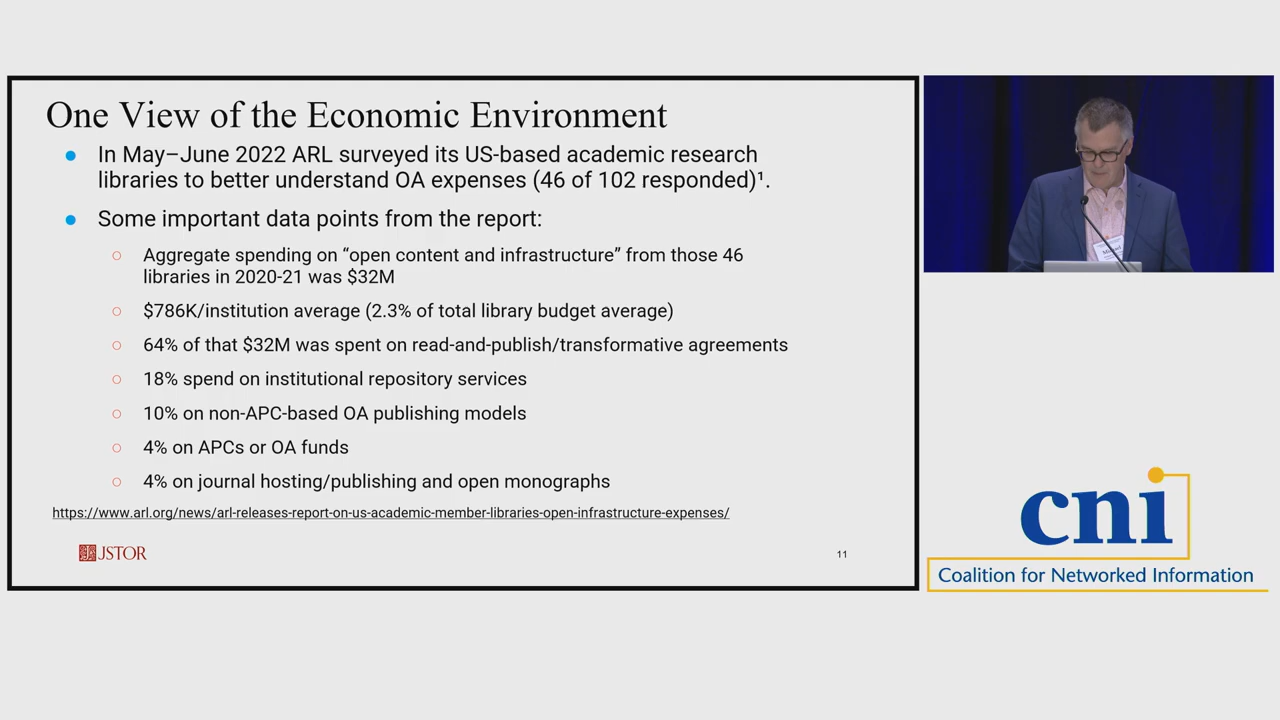 One View of the Economic Environment
● In May–June 2022 ARL surveyed its US-based academic research
libraries to better understand OA expenses (46 of 102 responded)¹.
● Some important data points from the report:
○ Aggregate spending on “open content and infrastructure” from those 46
libraries in 2020-21 was $32M
○ $786K/institution average (2.3% of total library budget average)
○ 64% of that $32M was spent on read-and-publish/transformative agreements
○ 18% spend on institutional repository services
○ 10% on non-APC-based OA publishing models
○ 4% on APCs or OA funds
○ 4% on journal hosting/publishing and open monographs
https://www.arl.org/news/arl-releases-report-on-us-academic-member-libraries-open-infrastructure-expenses/
JSTOR
11
cni
Coalition for Networked Information